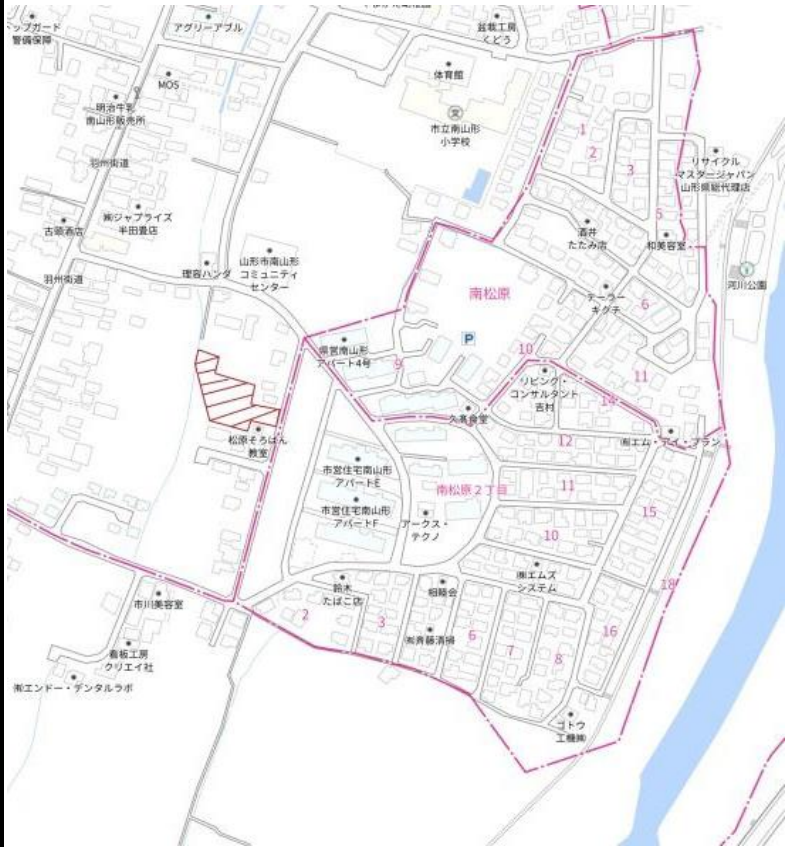 トップガード
警備保障
アグリーアブル
盆栽工房
くどう
体育館
MOS
明治牛乳
南山形販売所
文
市立南山形
小学校
羽州街道
1
2
3
リサイクル
マスタージャパン
山形県総代理店
古頭酒店
㈱ジャプライズ
半田畳店
酒井
たたみ店
5
和美容室
山形市南山形
コミュニティ
センター
理容ハンダ
羽州街道
河川公園
南松原
テーラー
キクチ
6
P
県営南山形
アパート4号
9
10
11
リビング・
コンサルタント
吉村
14
久髙食堂
松原そろばん
教室
12
㈲エム・アイ・プラン
市営住宅南山形
アパートE
南松原2丁目
11
市営住宅南山形
アパートF
アークス・
テクノ
15
10
㈱エムズ
システム
18
鈴木
たばこ店
相睦会
市川美容室
2
3
㈲斉藤清掃
6
7
8
16
看板工房
クリエイ社
㈲エンドー・デンタルラボ
ゴトウ
工機㈱